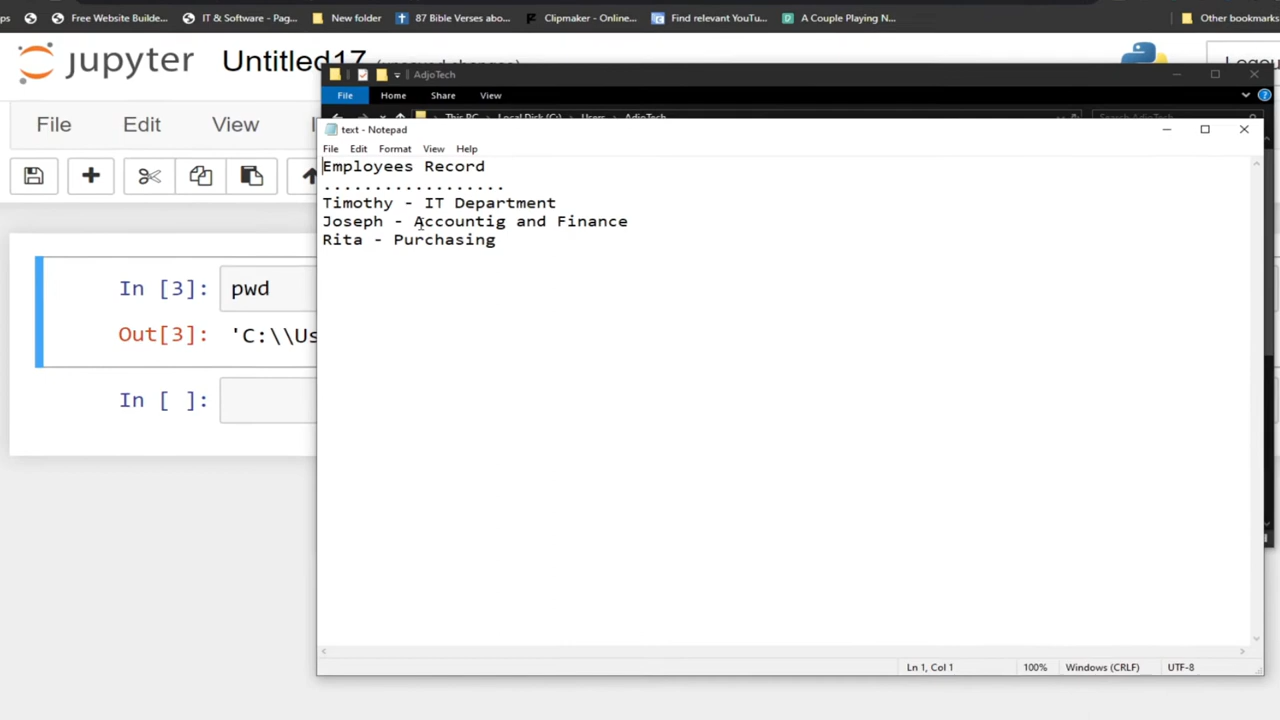 ps
Free Website Builde...
IT & Software - Pag...
New folder
87 Bible Verses abo...
Clipmaker - Online...
Find relevant YouTu...
A Couple Playing N...
Other bookmarks
jupyter
Untitled17
AdjoTech
File
Home
Share
View
File
Edit
View
text - Notepad
File
Edit
Format
View
Help
Employees Record
..................
Timothy - IT Department
Joseph - Accountig and Finance
Rita - Purchasing
In [3]:
pwd
Out[3]:
'C:\\Us
In [ ]:
Ln 1, Col 1
100%
Windows (CRLF)
UTF-8